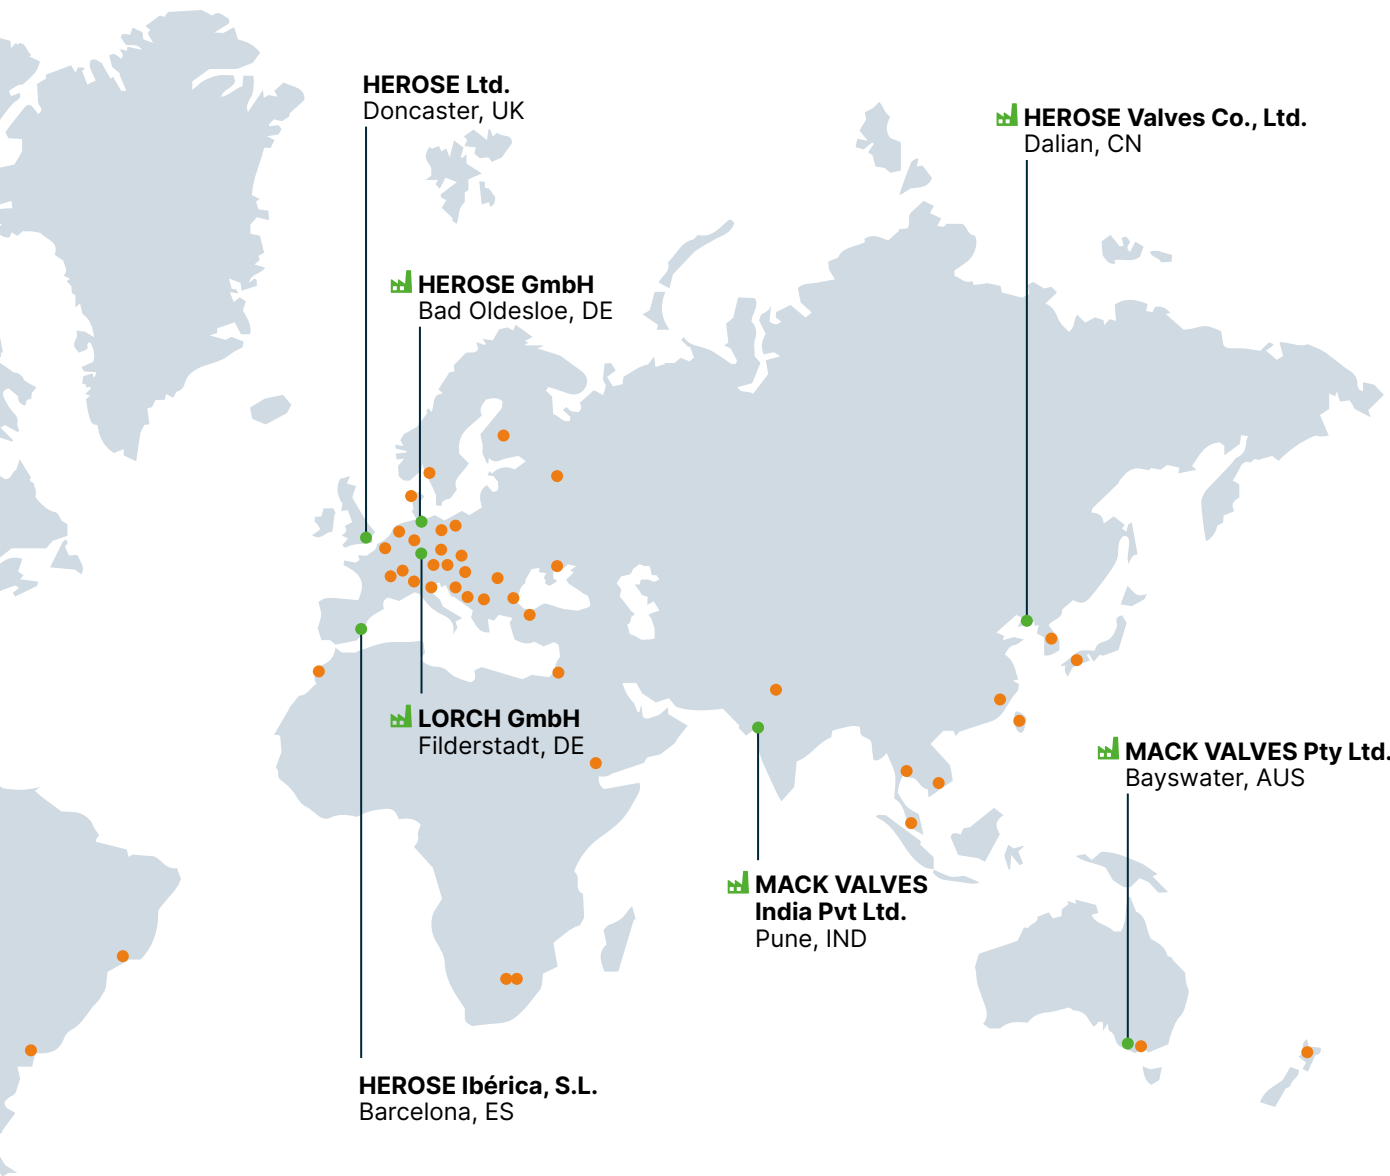 HEROSE Ltd.
Doncaster, UK
HEROSE Valves Co., Ltd.
Dalian, CN
HEROSE GmbH
Bad Oldesloe, DE
LORCH GmbH
Filderstadt, DE
MACK VALVES Pty Ltd.
Bayswater, AUS
MACK VALVES
India Pvt Ltd.
Pune, IND
HEROSE Ibérica, S.L.
Barcelona, ES